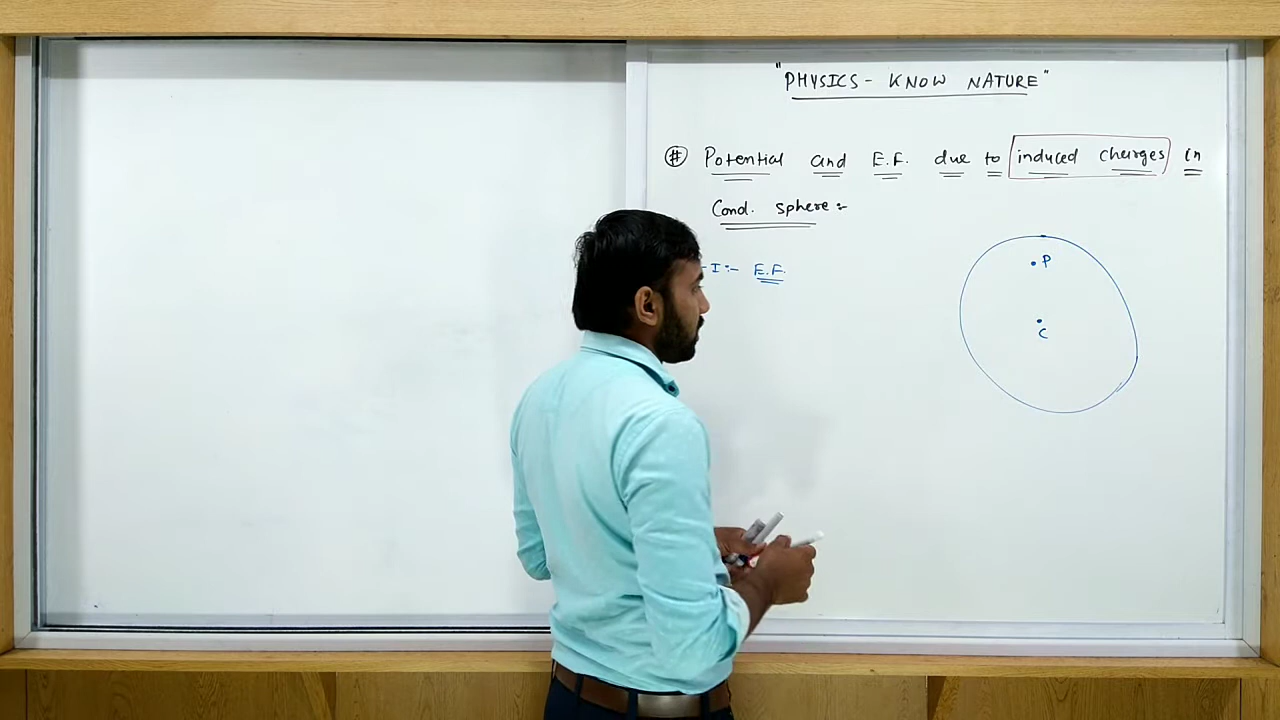 "PHYSICS - KNOW NATURE"
# Potential and E.F. due to induced charges in
Cond. sphere :-
-I :- E.F.
P
C